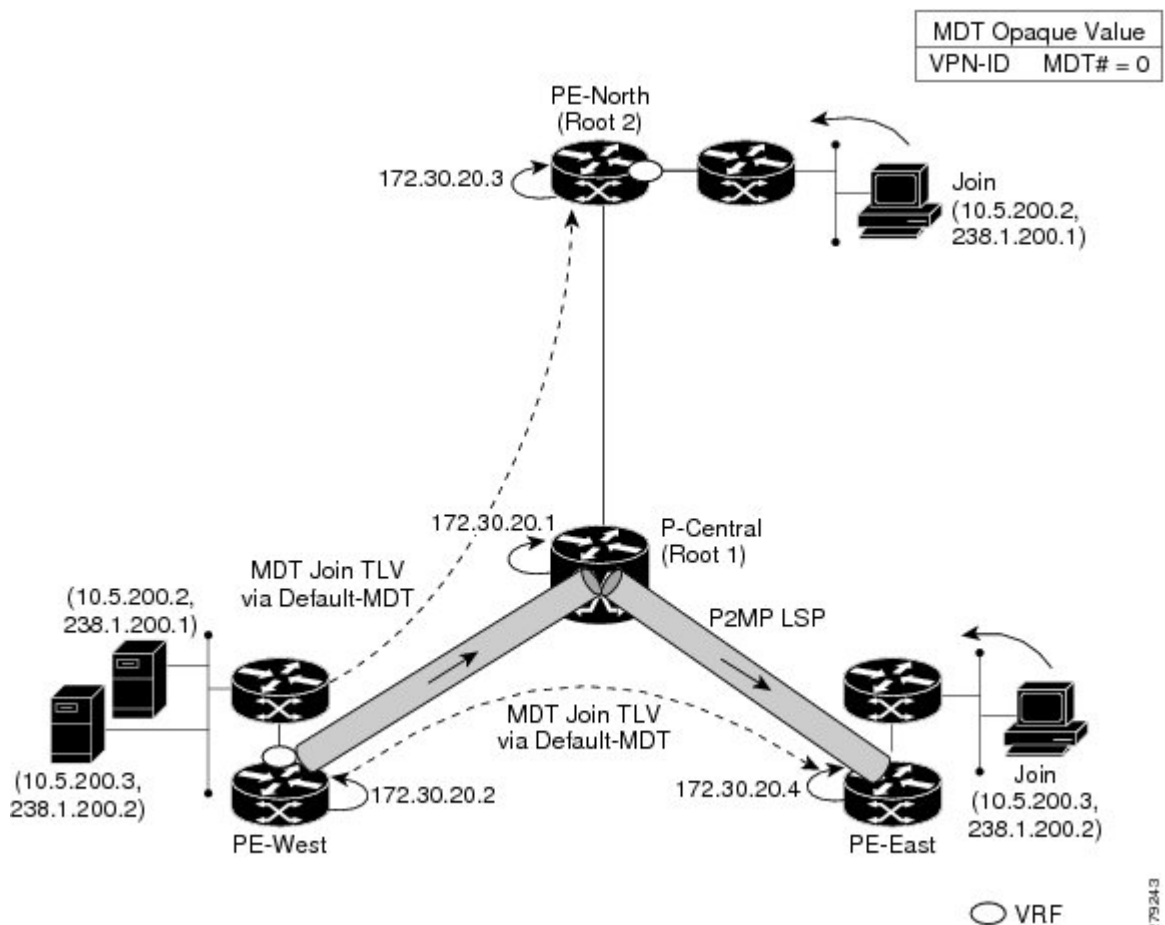 MDT Opaque Value
VPN-ID MDT# = 0
PE-North
(Root 2)
172.30.20.3
Join
(10.5.200.2,
238.1.200.1)
172.30.20.1
P-Central
(Root 1)
MDT Join TLV
via Default-MDT
(10.5.200.2,
238.1.200.1)
P2MP LSP
MDT Join TLV
via Default-MDT
(10.5.200.3,
238.1.200.2)
172.30.20.2
PE-West
172.30.20.4
PE-East
Join
(10.5.200.3,
238.1.200.2)
VRF